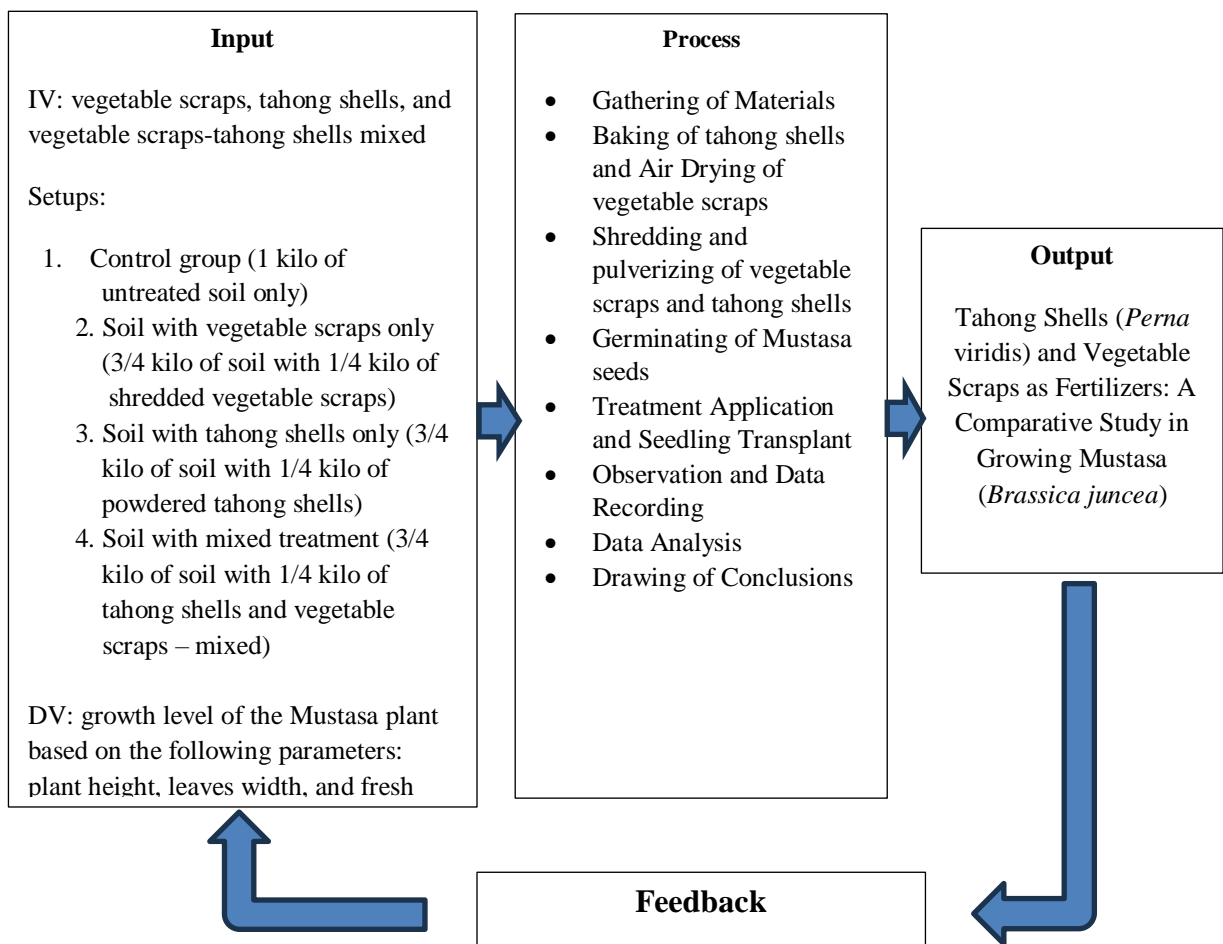 Input
IV: vegetable scraps, tahong shells, and
vegetable scraps-tahong shells mixed
Setups:
1. Control group (1 kilo of
untreated soil only)
2. Soil with vegetable scraps only
(3/4 kilo of soil with 1/4 kilo of
shredded vegetable scraps)
3. Soil with tahong shells only (3/4
kilo of soil with 1/4 kilo of
powdered tahong shells)
4. Soil with mixed treatment (3/4
kilo of soil with 1/4 kilo of
tahong shells and vegetable
scraps – mixed)
DV: growth level of the Mustasa plant
based on the following parameters:
plant height, leaves width, and fresh
Process
• Gathering of Materials
• Baking of tahong shells
and Air Drying of
vegetable scraps
• Shredding and
pulverizing of vegetable
scraps and tahong shells
• Germinating of Mustasa
seeds
• Treatment Application
and Seedling Transplant
• Observation and Data
Recording
• Data Analysis
• Drawing of Conclusions
Output
Tahong Shells (Perna
viridis) and Vegetable
Scraps as Fertilizers: A
Comparative Study in
Growing Mustasa
(Brassica juncea)
Feedback